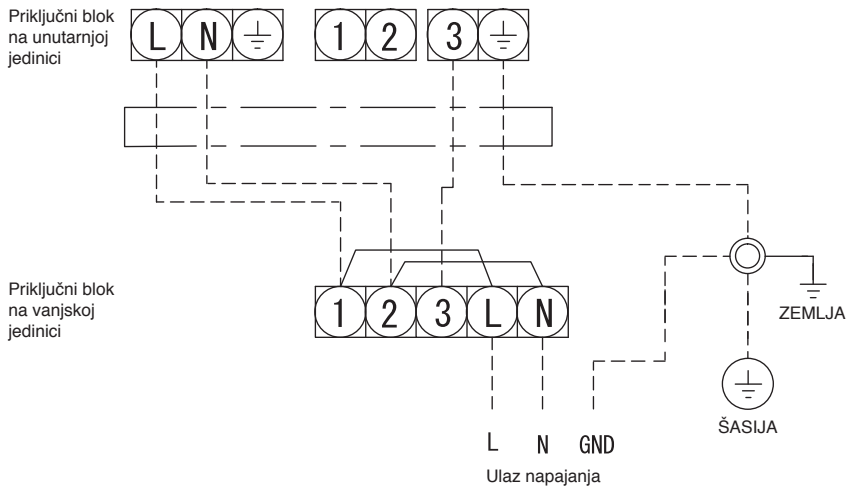 Priključni blok
na unutarnjoj
jedinici
L N 1 2 3
Priključni blok
na vanjskoj
jedinici
1 2 3 L N
ZEMLJA
ŠASIJA
L N GND
Ulaz napajanja